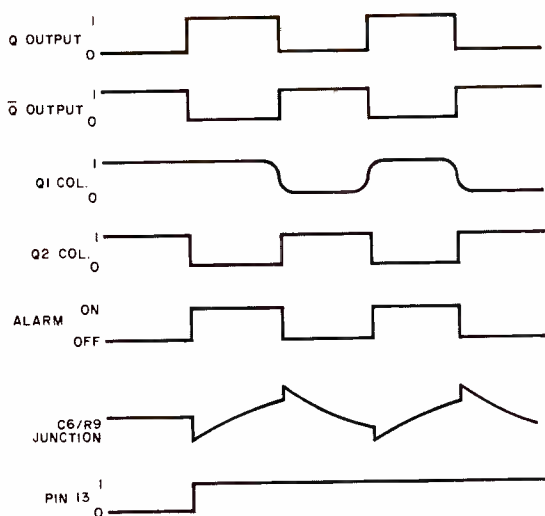 1
Q OUTPUT
0
1
Q̅ OUTPUT
0
1
Q1 COL.
0
1
Q2 COL.
0
ON
ALARM
OFF
C6/R9
JUNCTION
1
PIN 13
0